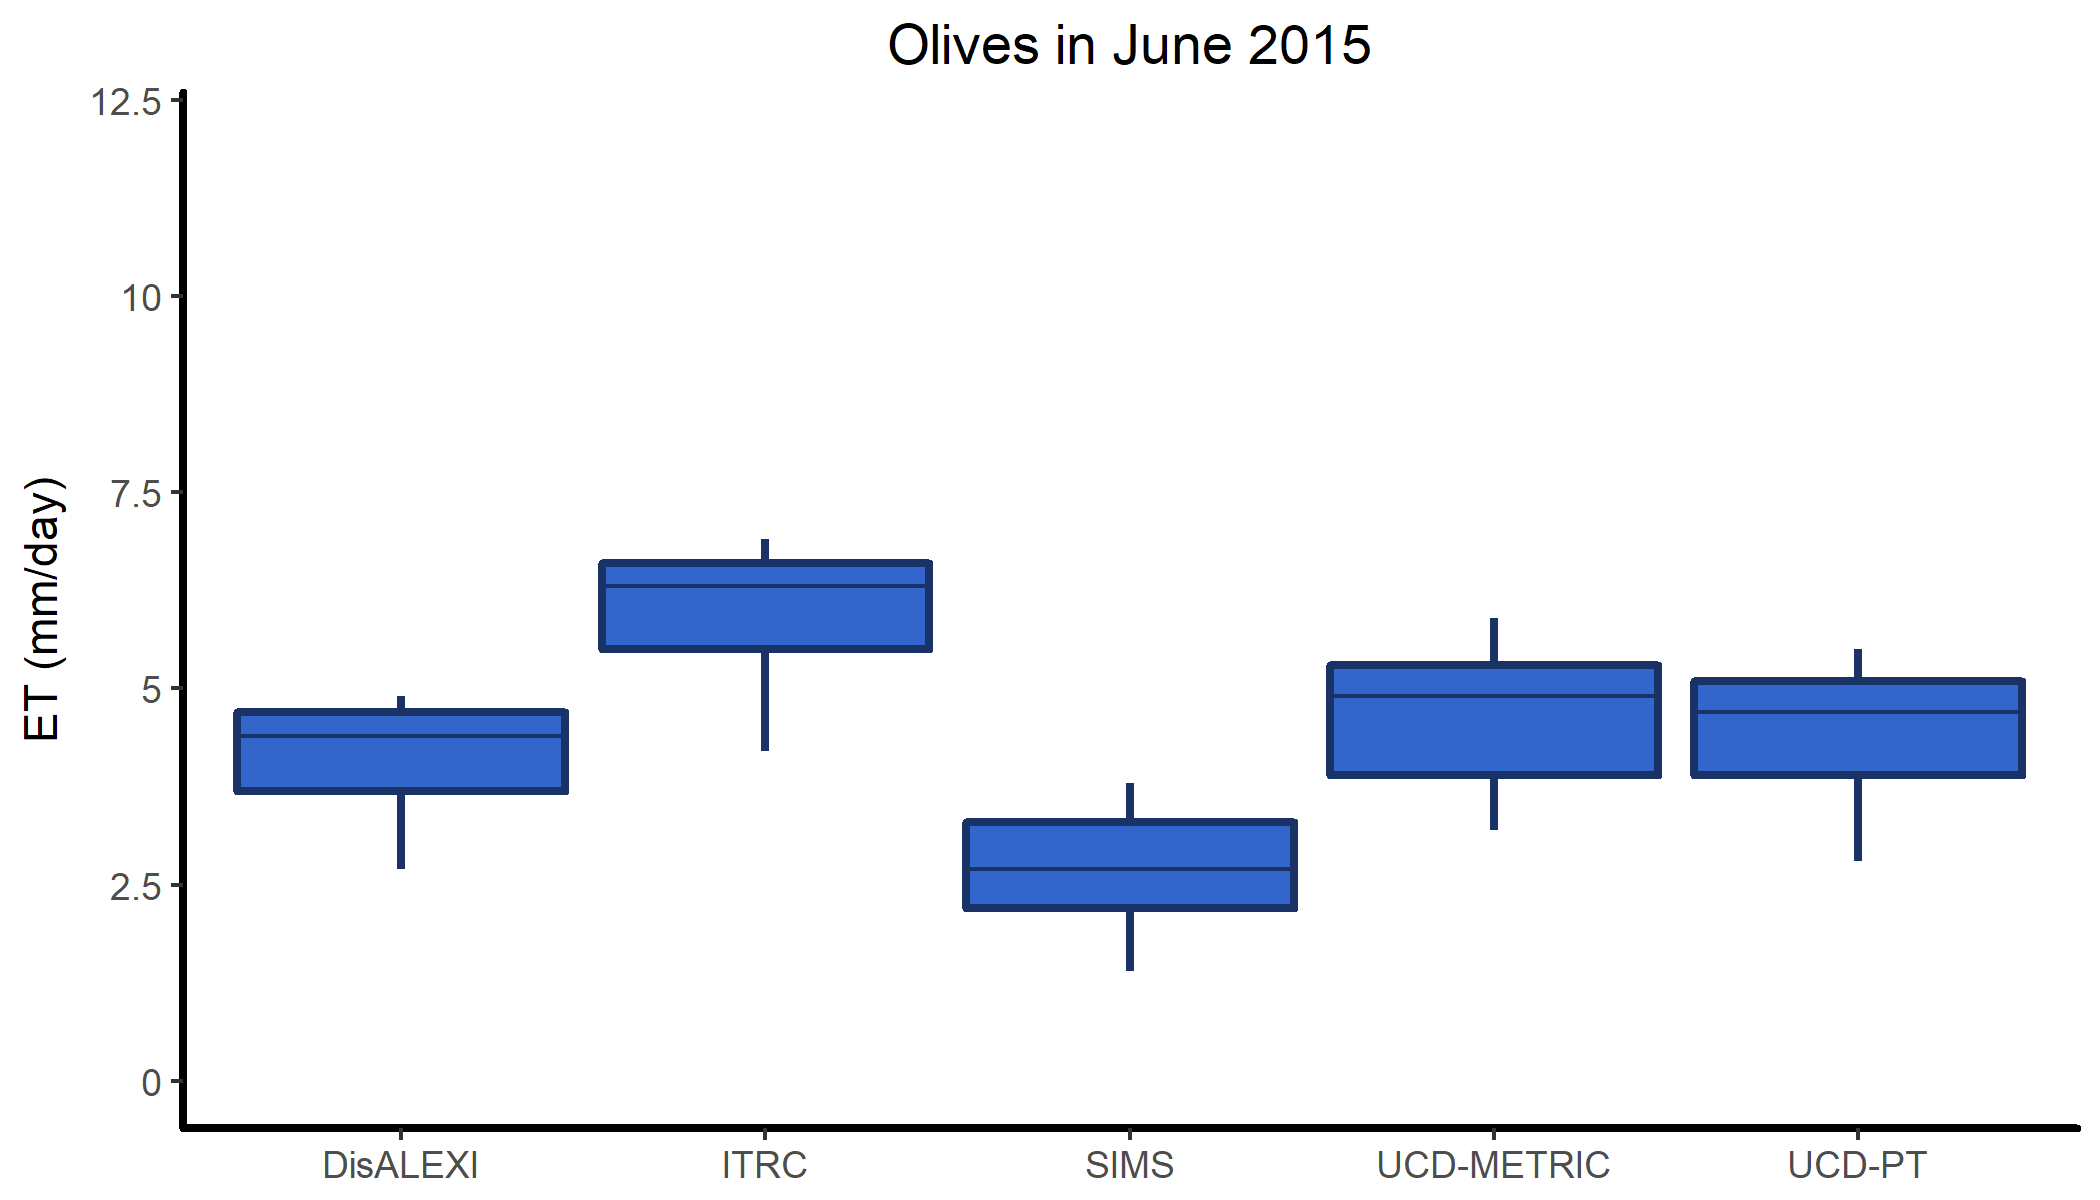 Olives in June 2015
12.5
10
7.5
5
2.5
0
ET (mm/day)
DisALEXI ITRC SIMS UCD-METRIC UCD-PT